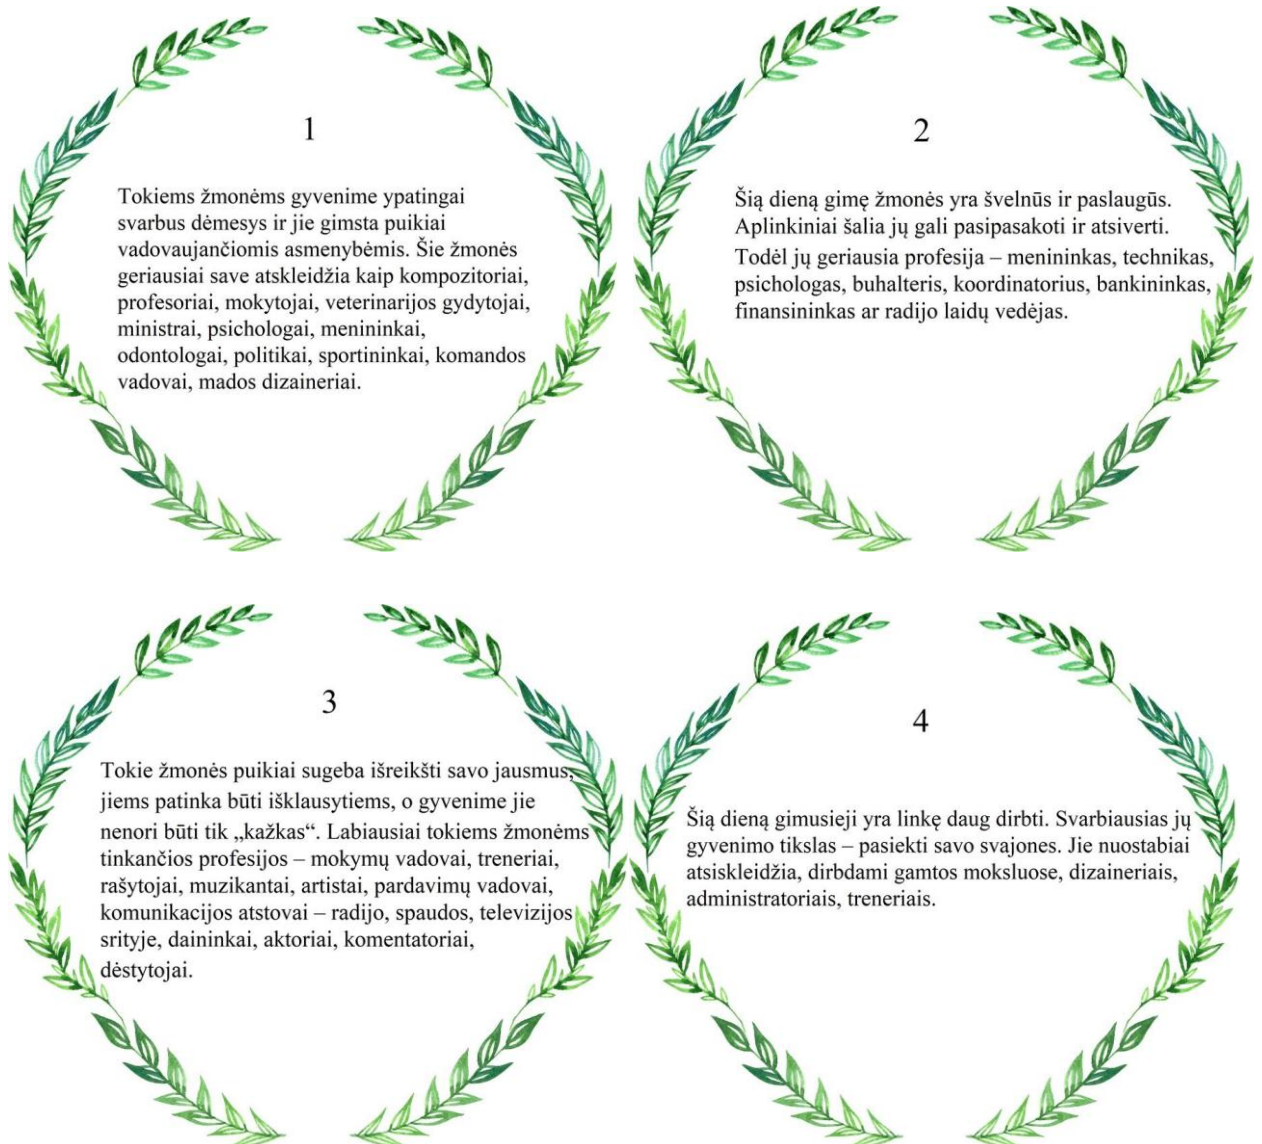 1
Tokiems žmonėms gyvenime ypatingai
svarbus dėmesys ir jie gimsta puikiai
vadovaujančiomis asmenybėmis. Šie žmonės
geriausiai save atskleidžia kaip kompozitoriai,
profesoriai, mokytojai, veterinarijos gydytojai,
ministrai, psichologai, menininkai,
odontologai, politikai, sportininkai, komandos
vadovai, mados dizaineriai.
2
Šią dieną gimę žmonės yra švelnūs ir paslaugūs.
Aplinkiniai šalia jų gali pasipasakoti ir atsiverti.
Todėl jų geriausia profesija – menininkas, technikas,
psichologas, buhalteris, koordinatorius, bankininkas,
finansininkas ar radijo laidų vedėjas.
3
Tokie žmonės puikiai sugeba išreikšti savo jausmus,
jiems patinka būti išklausytiems, o gyvenime jie
nenori būti tik „kažkas“. Labiausiai tokiems žmonėms
tinkančios profesijos – mokymų vadovai, treneriai,
rašytojai, muzikantai, artistai, pardavimų vadovai,
komunikacijos atstovai – radijo, spaudos, televizijos
srityje, dainininkai, aktoriai, komentatoriai,
dėstytojai.
4
Šią dieną gimusieji yra linkę daug dirbti. Svarbiausias jų
gyvenimo tikslas – pasiekti savo svajones. Jie nuostabiai
atsiskleidžia, dirbdami gamtos moksluose, dizaineriais,
administratoriais, treneriais.